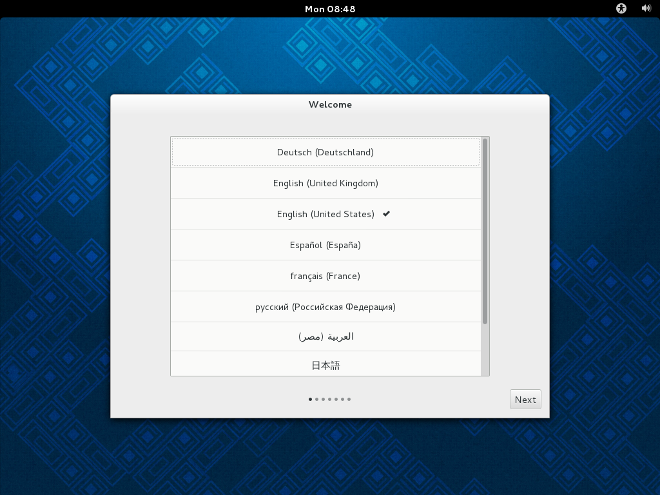 Mon 08:48
Welcome
Deutsch (Deutschland)
English (United Kingdom)
English (United States)
Español (España)
français (France)
русский (Российская Федерация)
العربية (مصر)
日本語
Next